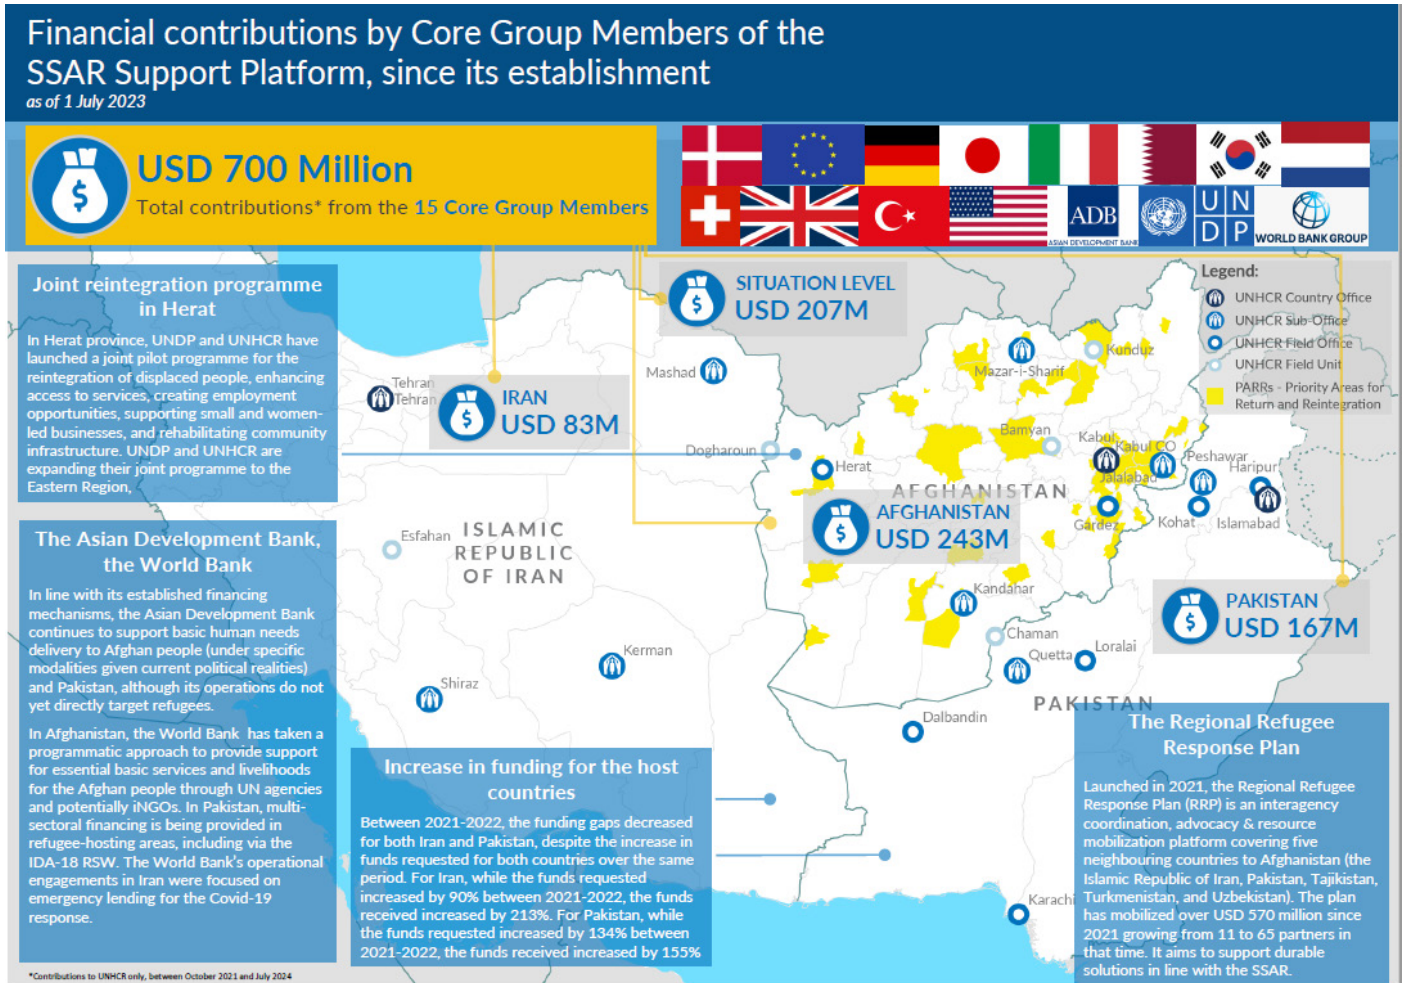 Financial contributions by Core Group Members of the
SSAR Support Platform, since its establishment
as of 1 July 2023
USD 700 Million
Total contributions* from the 15 Core Group Members
ADB
ASIAN DEVELOPMENT BANK
U N
D P
WORLD BANK GROUP
Joint reintegration programme
in Herat
In Herat province, UNDP and UNHCR have
launched a joint pilot programme for the
reintegration of displaced people, enhancing
access to services, creating employment
opportunities, supporting small and women-
led businesses, and rehabilitating community
infrastructure. UNDP and UNHCR are
expanding their joint programme to the
Eastern Region,
The Asian Development Bank,
the World Bank
In line with its established financing
mechanisms, the Asian Development Bank
continues to support basic human needs
delivery to Afghan people (under specific
modalities given current political realities)
and Pakistan, although its operations do not
yet directly target refugees.
In Afghanistan, the World Bank has taken a
programmatic approach to provide support
for essential basic services and livelihoods
for the Afghan people through UN agencies
and potentially iNGOs. In Pakistan, multi-
sectoral financing is being provided in
refugee-hosting areas, including via the
IDA-18 RSW. The World Bank's operational
engagements in Iran were focused on
emergency lending for the Covid-19
response.
*Contributions to UNHCR only, between October 2021 and July 2024
SITUATION LEVEL
USD 207M
Legend:
UNHCR Country Office
UNHCR Sub-Office
UNHCR Field Office
UNHCR Field Unit
PARRs - Priority Areas for
Return and Reintegration
Tehran
Tehran
IRAN
USD 83M
Mashad
Dogharoun
Herat
Mazar-i-Sharif
Kunduz
Bamyan
Kabul
Kabul CO
Jalalabad
Gardez
Peshawar
Haripur
Kohat
Islamabad
AFGHANISTAN
AFGHANISTAN
USD 243M
Esfahan
ISLAMIC
REPUBLIC
OF IRAN
Kandahar
Chaman
Quetta
Loralai
PAKISTAN
USD 167M
Kerman
Shiraz
PAKISTAN
Dalbandin
Karachi
Increase in funding for the host
countries
Between 2021-2022, the funding gaps decreased
for both Iran and Pakistan, despite the increase in
funds requested for both countries over the same
period. For Iran, while the funds requested
increased by 90% between 2021-2022, the funds
received increased by 213%. For Pakistan, while
the funds requested increased by 134% between
2021-2022, the funds received increased by 155%
The Regional Refugee
Response Plan
Launched in 2021, the Regional Refugee
Response Plan (RRP) is an interagency
coordination, advocacy & resource
mobilization platform covering five
neighbouring countries to Afghanistan (the
Islamic Republic of Iran, Pakistan, Tajikistan,
Turkmenistan, and Uzbekistan). The plan
has mobilized over USD 570 million since
2021 growing from 11 to 65 partners in
that time. It aims to support durable
solutions in line with the SSAR.